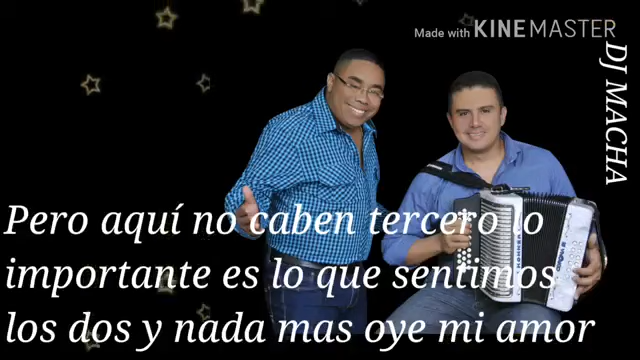 Made with KINEMASTER
DJ MACHA
Pero aquí no caben tercero lo
importante es lo que sentimos
los dos y nada mas oye mi amor